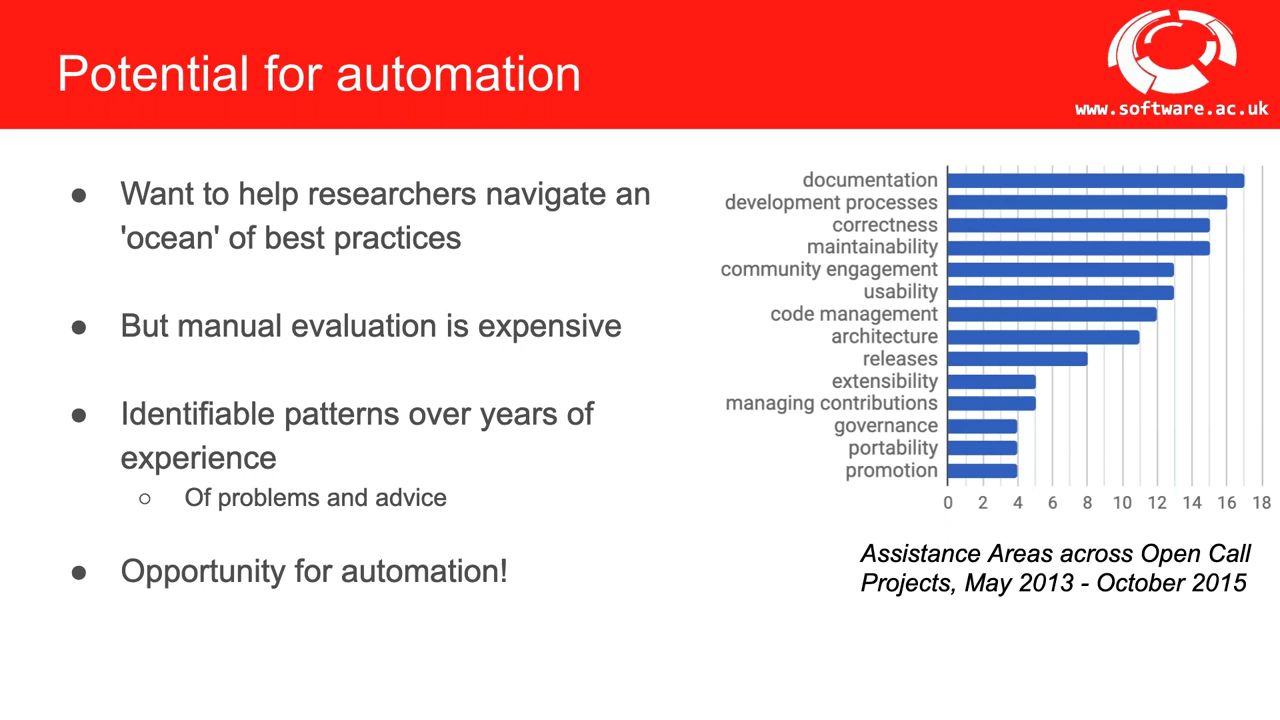 Potential for automation
www.software.ac.uk
● Want to help researchers navigate an
'ocean' of best practices
● But manual evaluation is expensive
● Identifiable patterns over years of
experience
○ Of problems and advice
● Opportunity for automation!
documentation
development processes
correctness
maintainability
community engagement
usability
code management
architecture
releases
extensibility
managing contributions
governance
portability
promotion
0 2 4 6 8 10 12 14 16 18
Assistance Areas across Open Call
Projects, May 2013 - October 2015